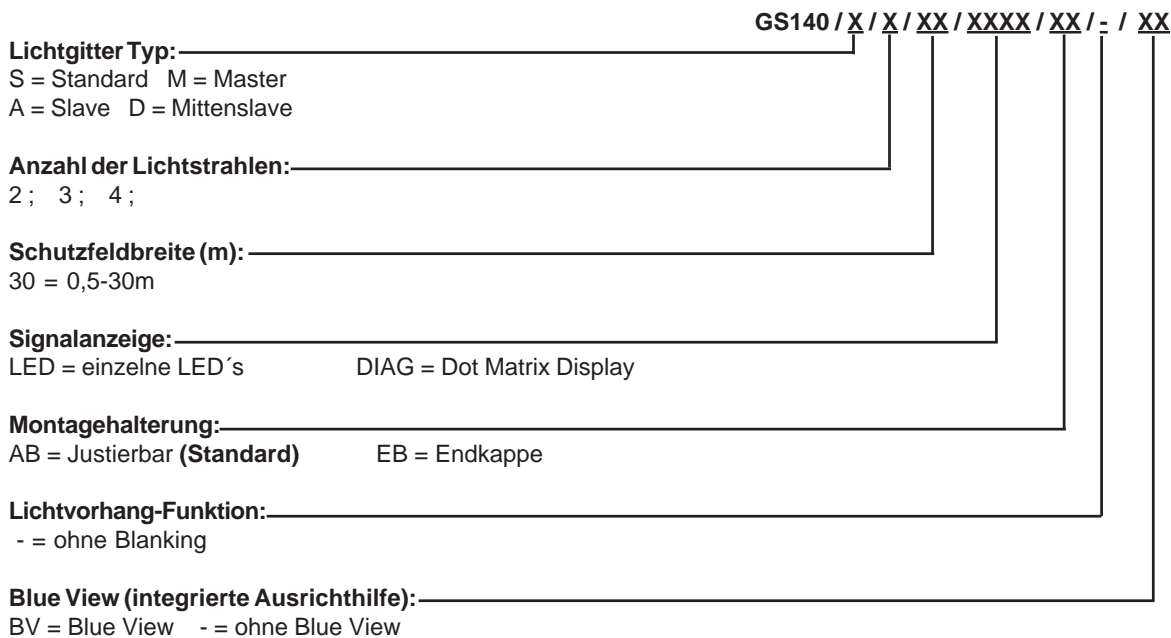 GS140 / X / X / XX / XXXX / XX / - / XX
Lichtgitter Typ:
S = Standard M = Master
A = Slave D = Mittenslave
Anzahl der Lichtstrahlen:
2 ; 3 ; 4 ;
Schutzfeldbreite (m):
30 = 0,5-30m
Signalanzeige:
LED = einzelne LED´s DIAG = Dot Matrix Display
Montagehalterung:
AB = Justierbar (Standard) EB = Endkappe
Lichtvorhang-Funktion:
- = ohne Blanking
Blue View (integrierte Ausrichthilfe):
BV = Blue View - = ohne Blue View